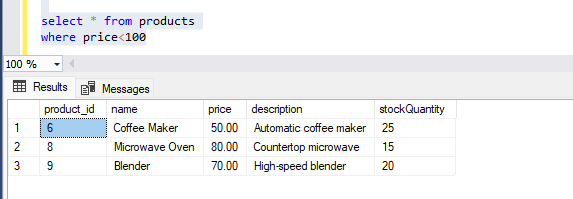 select * from products
where price<100
100 %
Results Messages
product_id name price description stockQuantity
1 6 Coffee Maker 50.00 Automatic coffee maker 25
2 8 Microwave Oven 80.00 Countertop microwave 15
3 9 Blender 70.00 High-speed blender 20